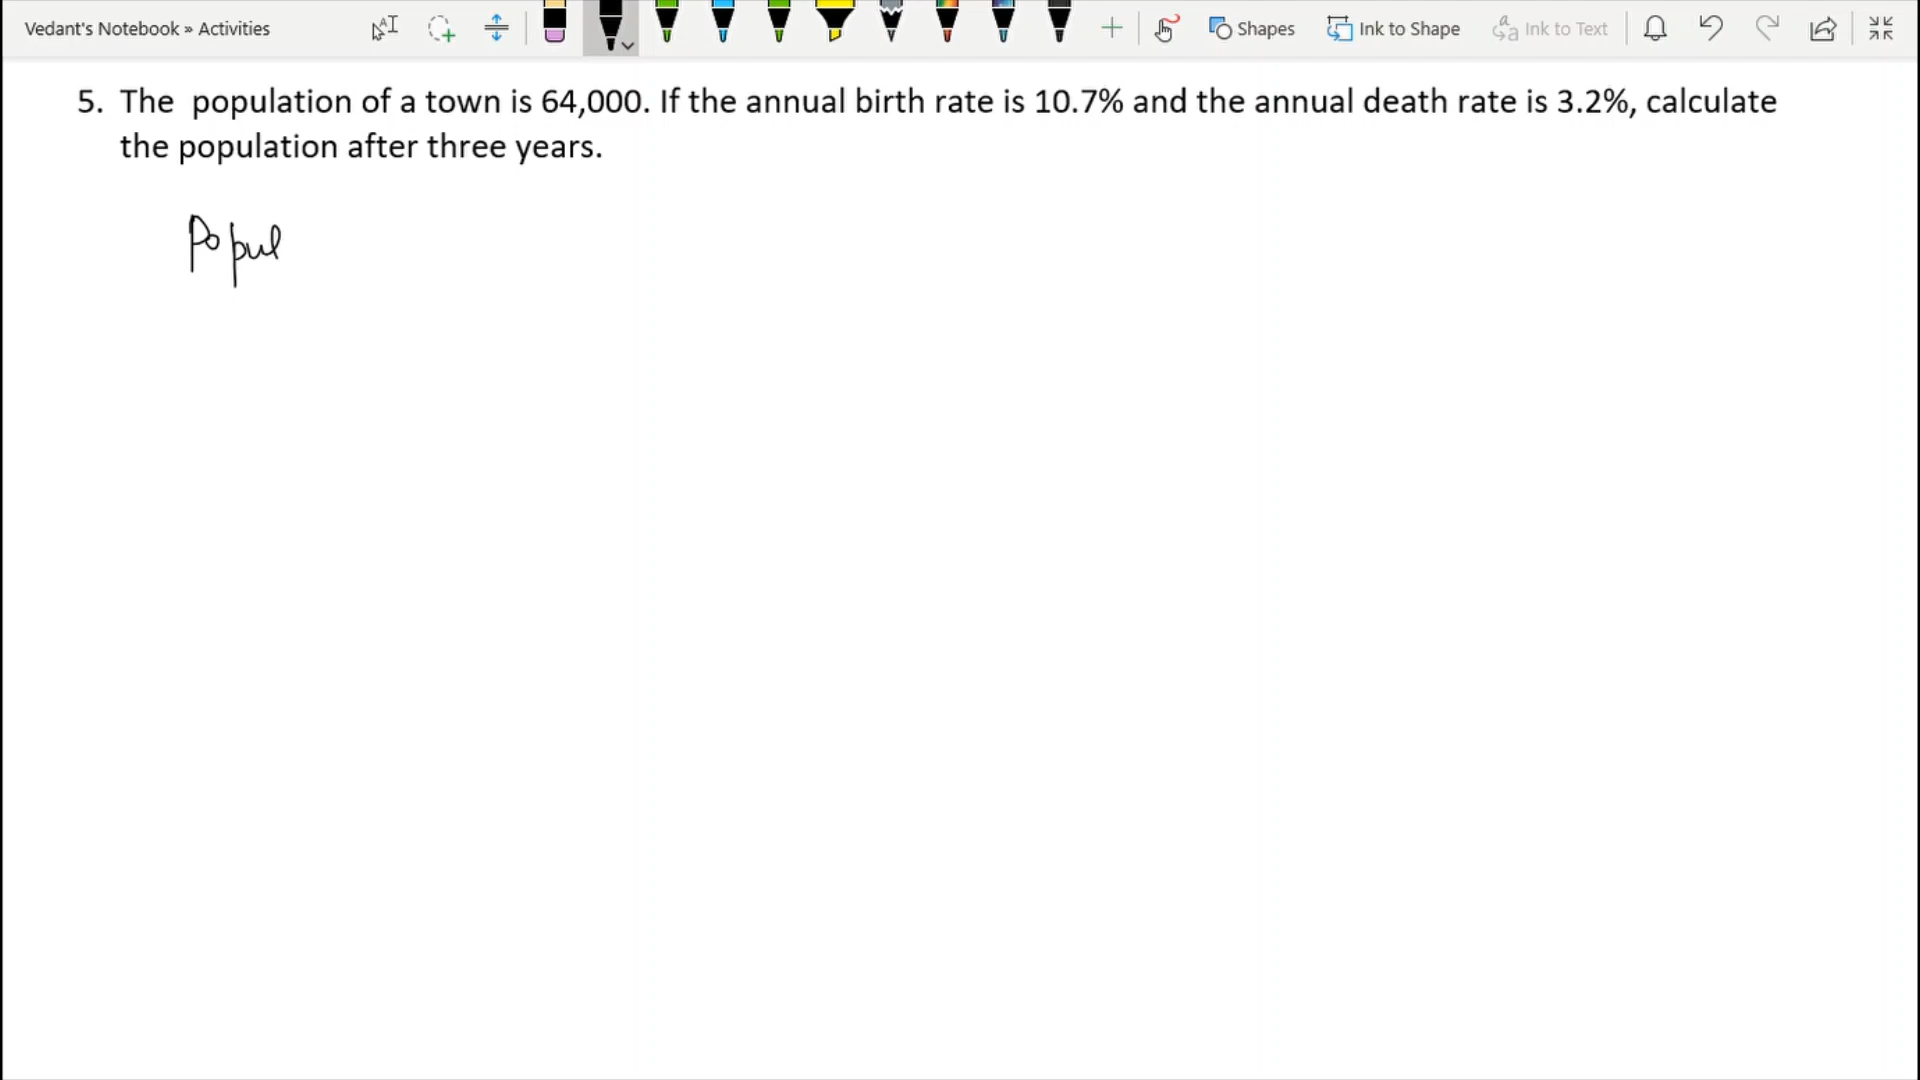 Vedant's Notebook » Activities Shapes Ink to Shape Ink to Text
5. The population of a town is 64,000. If the annual birth rate is 10.7% and the annual death rate is 3.2%, calculate
the population after three years.
Popul